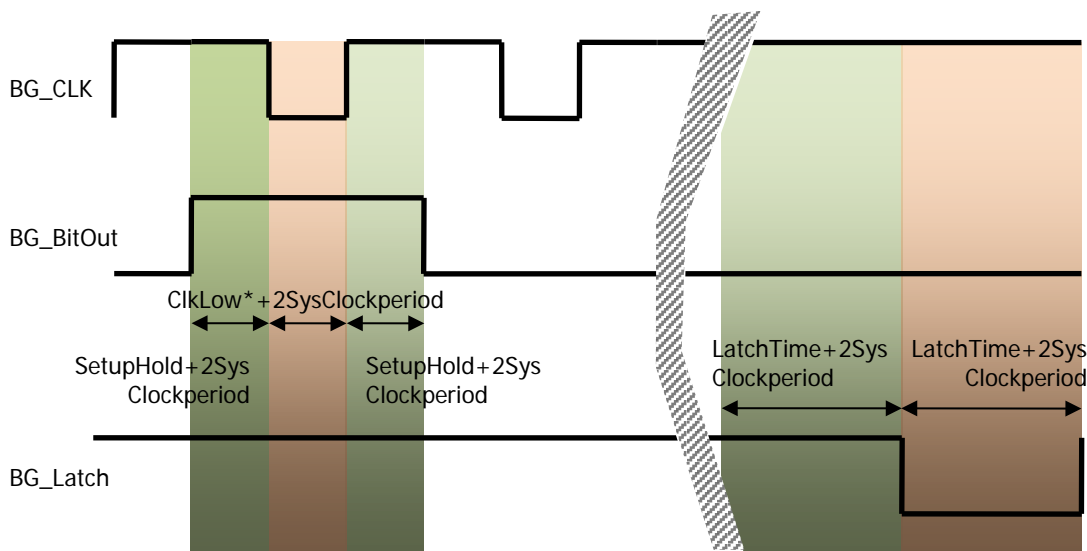 BG_CLK
BG_BitOut
ClkLow*+2SysClockperiod
SetupHold+2Sys
Clockperiod
SetupHold+2Sys
Clockperiod
LatchTime+2Sys
Clockperiod
LatchTime+2Sys
Clockperiod
BG_Latch